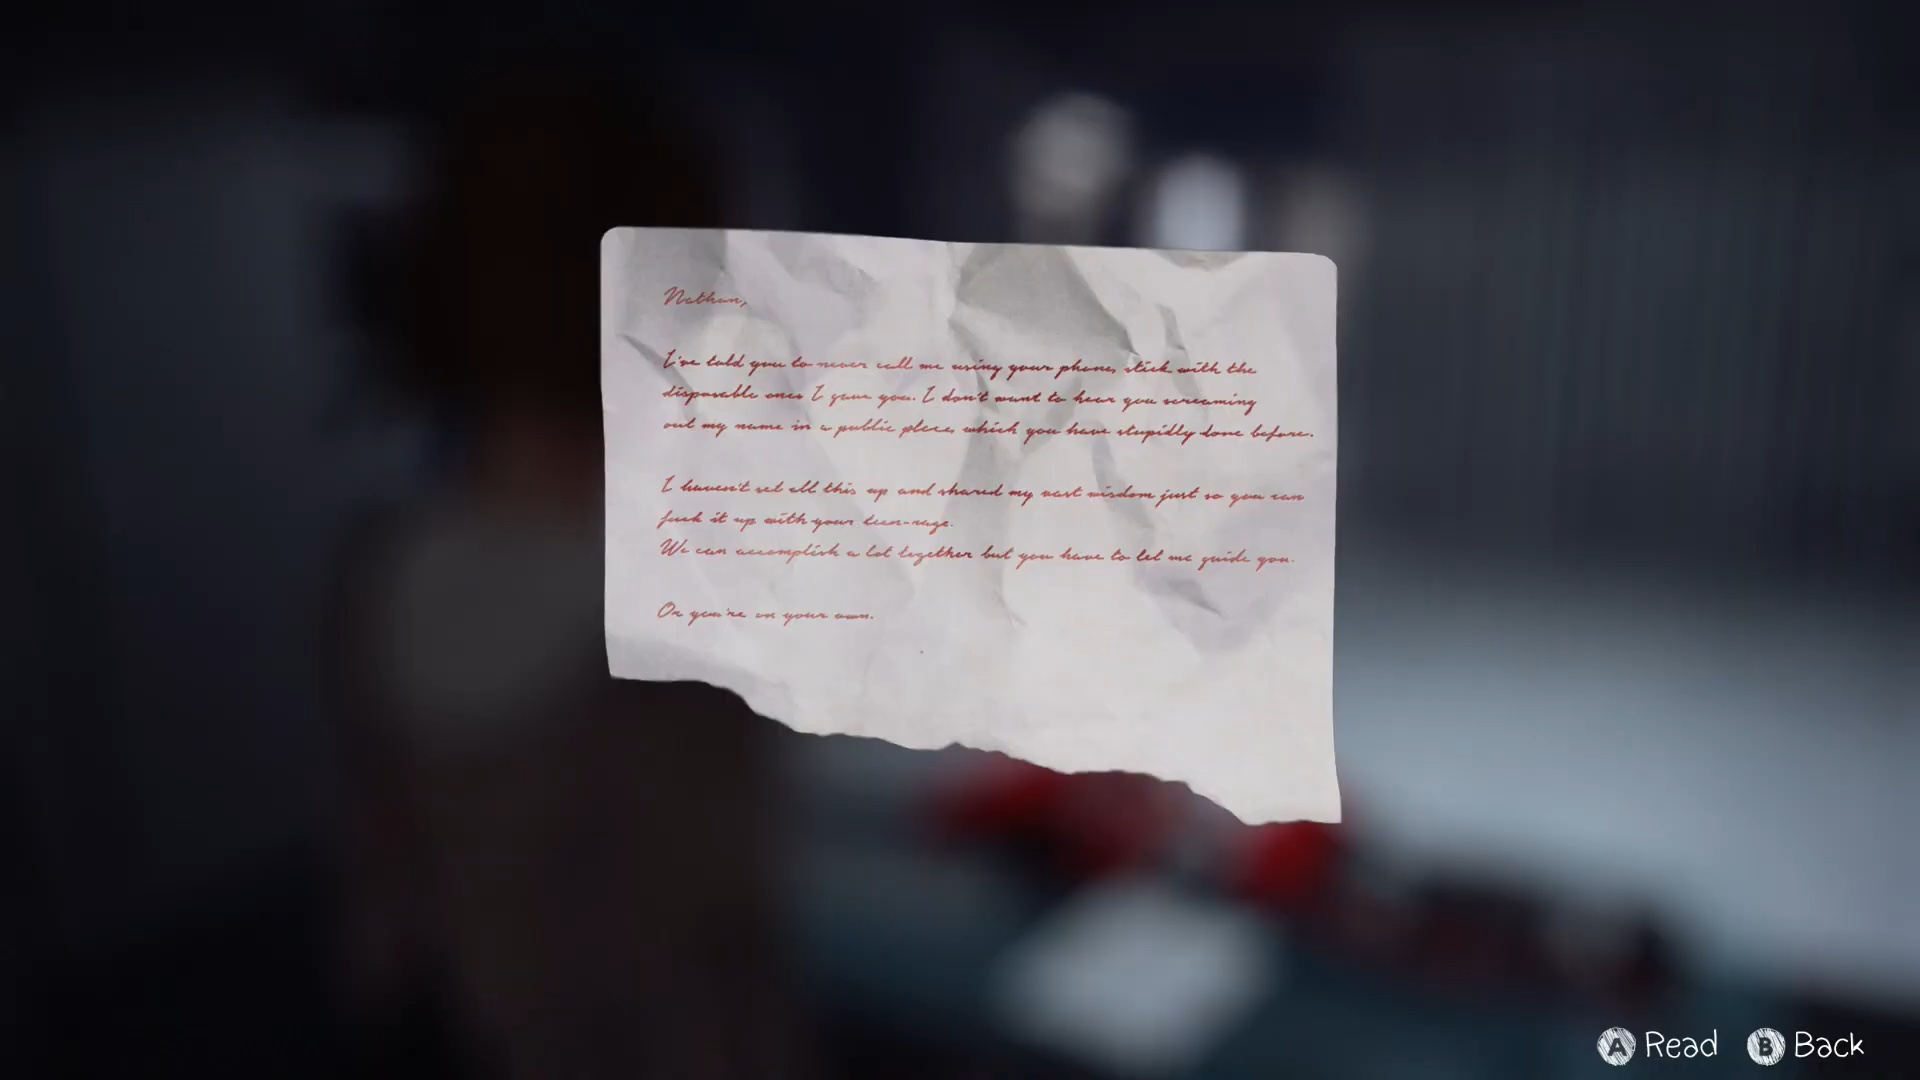 Nathan,
I've told you to never call me using your phone, stick with the
disposable ones I gave you. I don't want to hear you screaming
out my name in a public place, which you have stupidly done before.
I haven't set all this up and shared my vast wisdom just so you can
fuck it up with your teen-rage.
We can accomplish a lot together but you have to let me guide you.
Or you're on your own.
A Read B Back